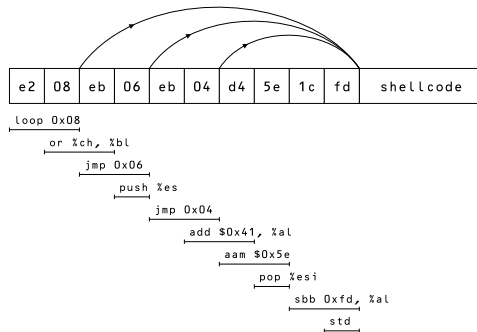 e2 08 eb 06 eb 04 d4 5e 1c fd shellcode
loop 0x08
or %ch, %bl
jmp 0x06
push %es
jmp 0x04
add $0x41, %al
aam $0x5e
pop %esi
sbb 0xfd, %al
std